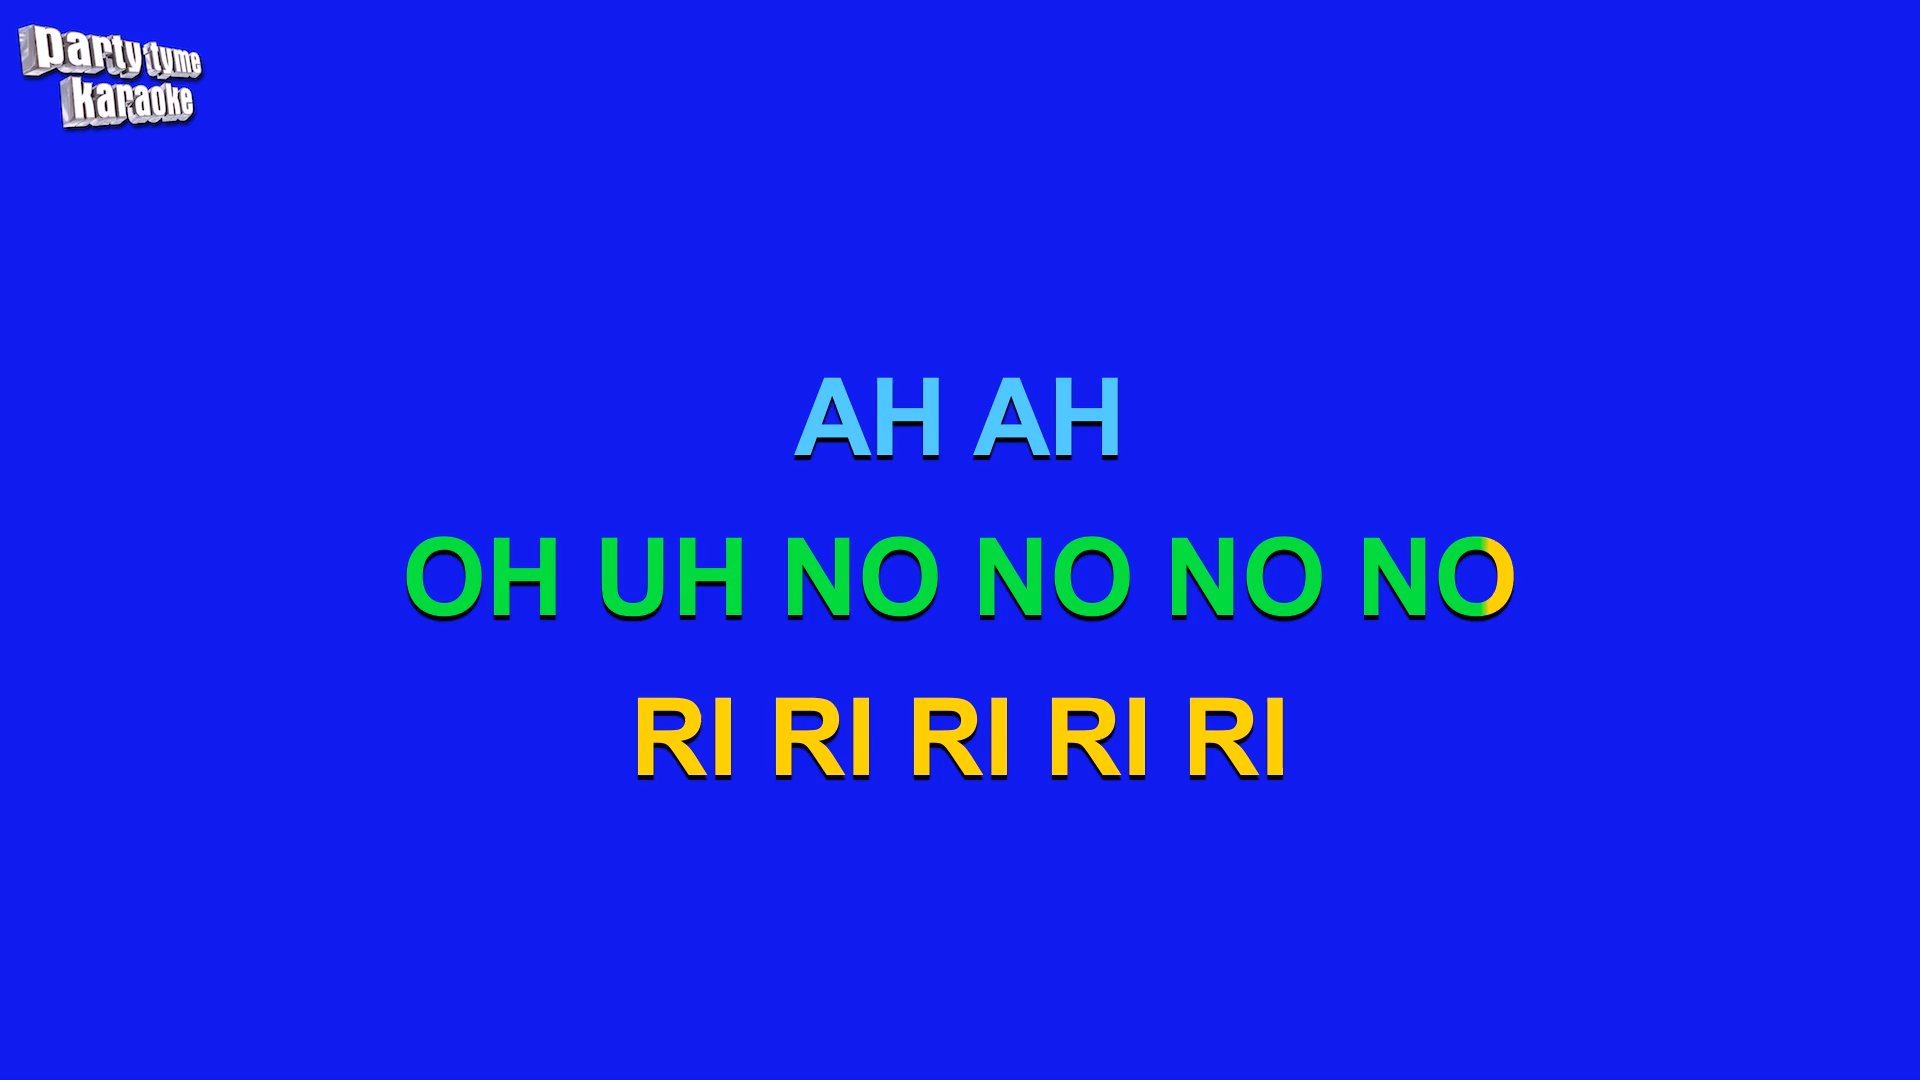 party tyme
karaoke
AH AH
OH UH NO NO NO NO
RI RI RI RI RI